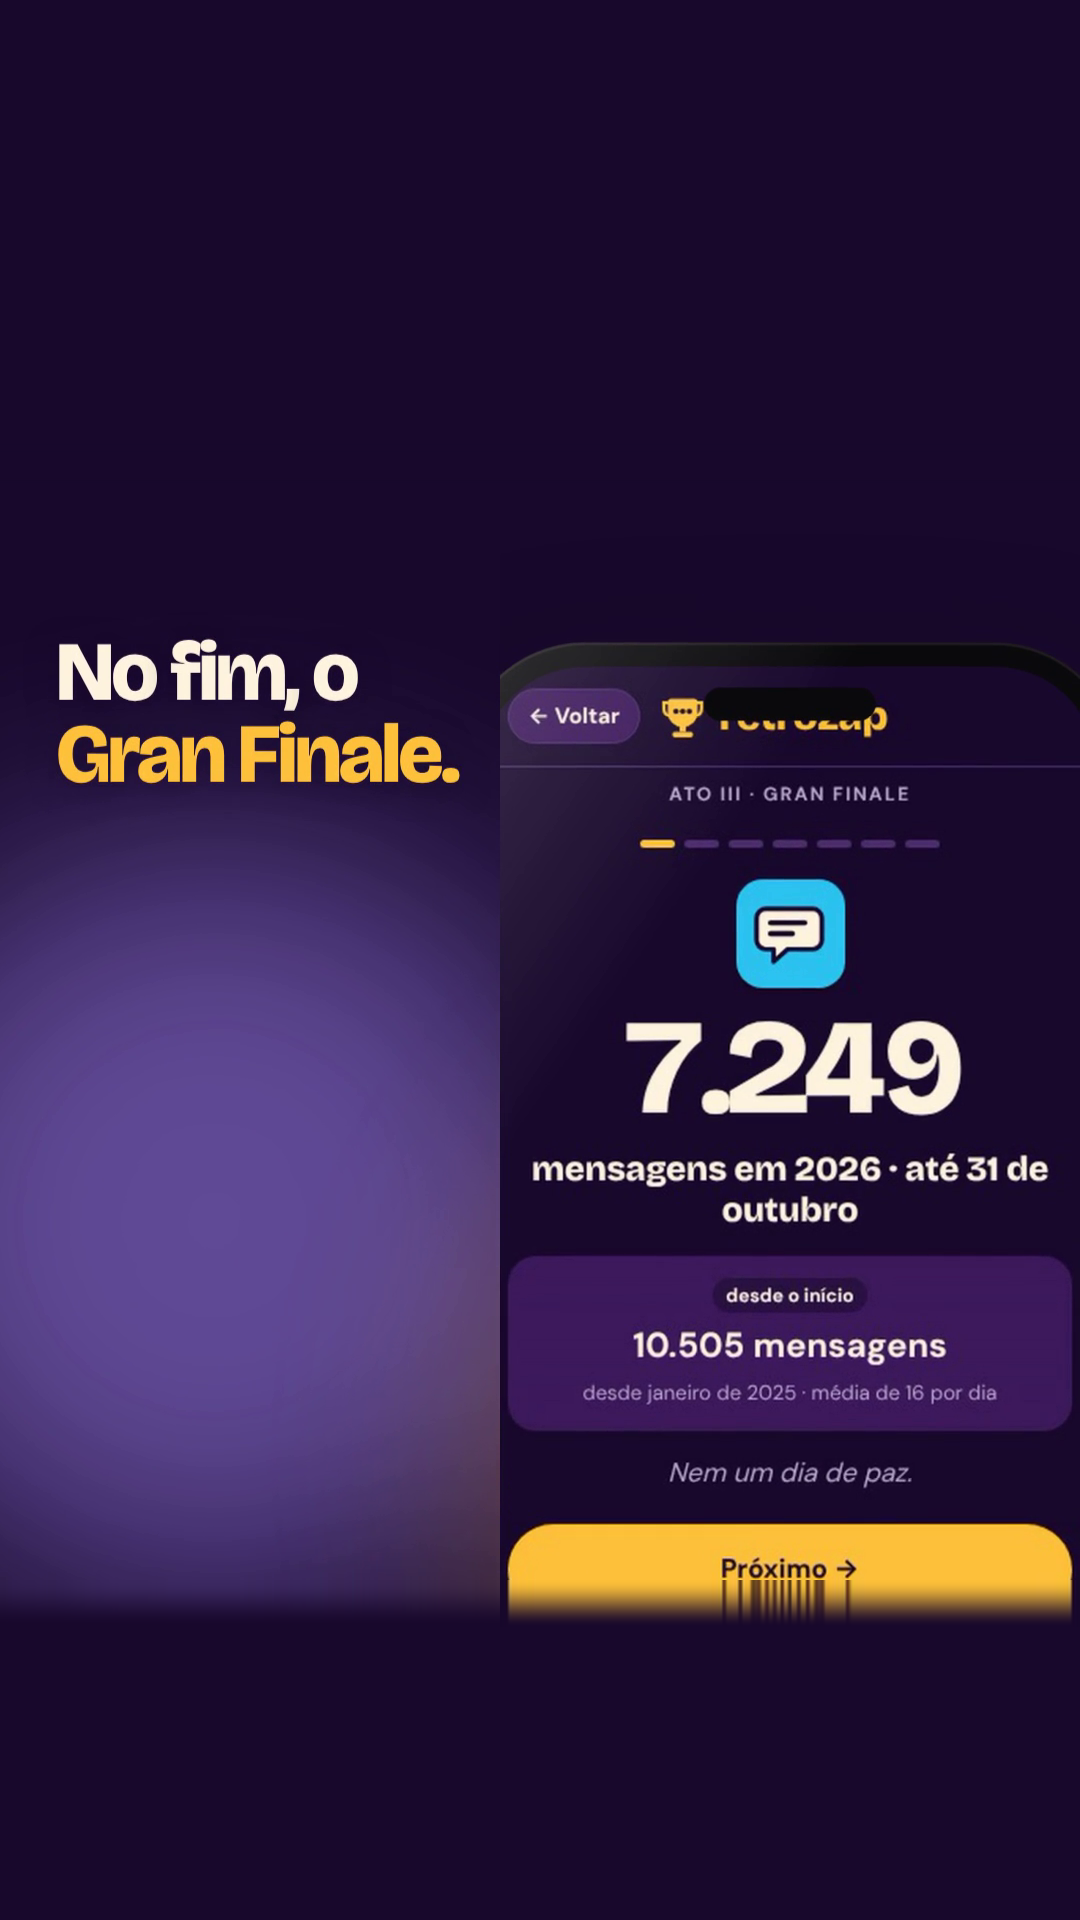 No fim, o
Gran Finale.
← Voltar
retrozap
ATO III · GRAN FINALE
7.249
mensagens em 2026 · até 31 de
outubro
desde o início
10.505 mensagens
desde janeiro de 2025 · média de 16 por dia
Nem um dia de paz.
Próximo →